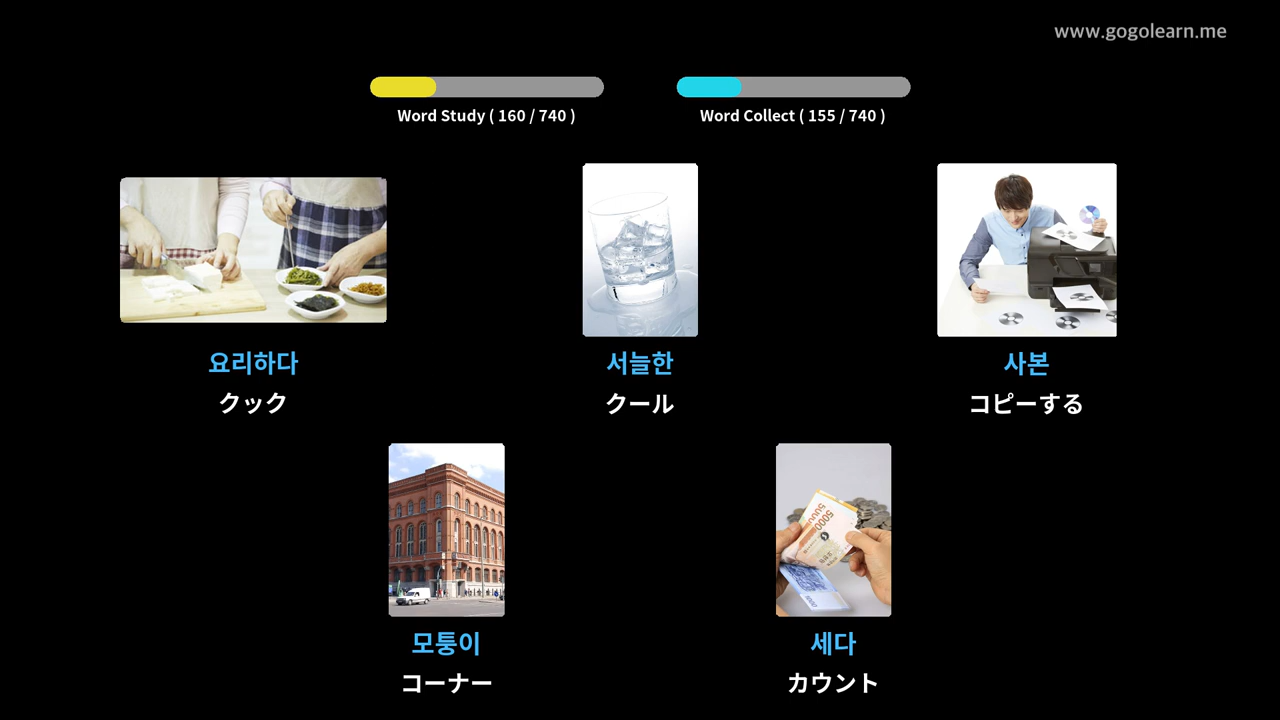 www.gogolearn.me
Word Study ( 160 / 740 )
Word Collect ( 155 / 740 )
요리하다
クック
서늘한
クール
사본
コピーする
5000
5000
모퉁이
コーナー
세다
カウント